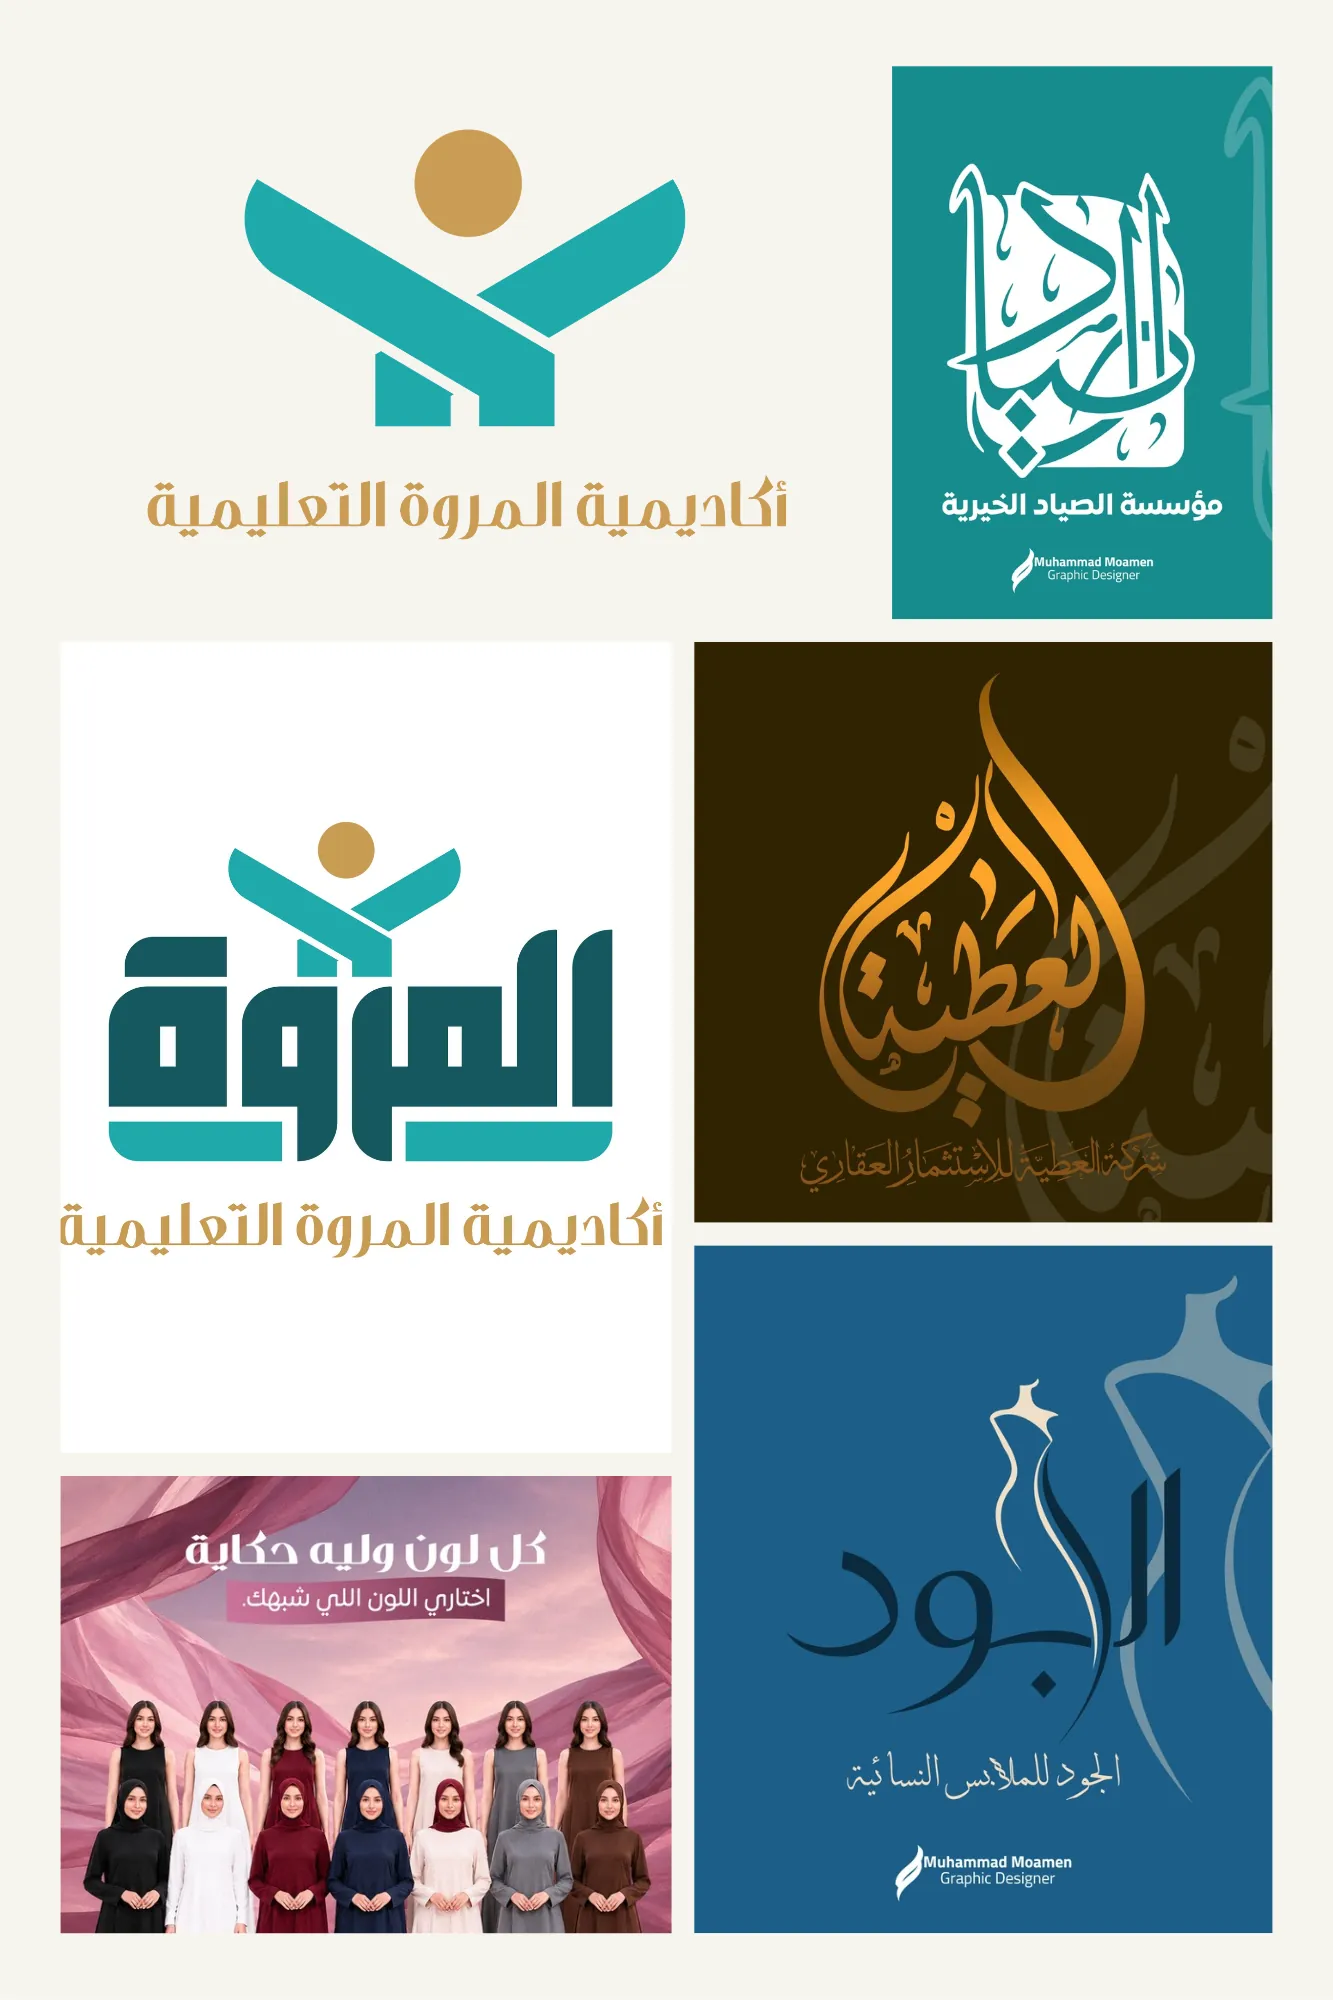 أكاديمية المروة التعليمية
الصياد
مؤسسة الصياد الخيرية
Muhammad Moamen
Graphic Designer
المروة
أكاديمية المروة التعليمية
العطية
شركة العطية للاستثمار العقاري
كل لون وليه حكاية
اختاري اللون اللي شبهك.
الجود
الجود للملابس النسائية
Muhammad Moamen
Graphic Designer